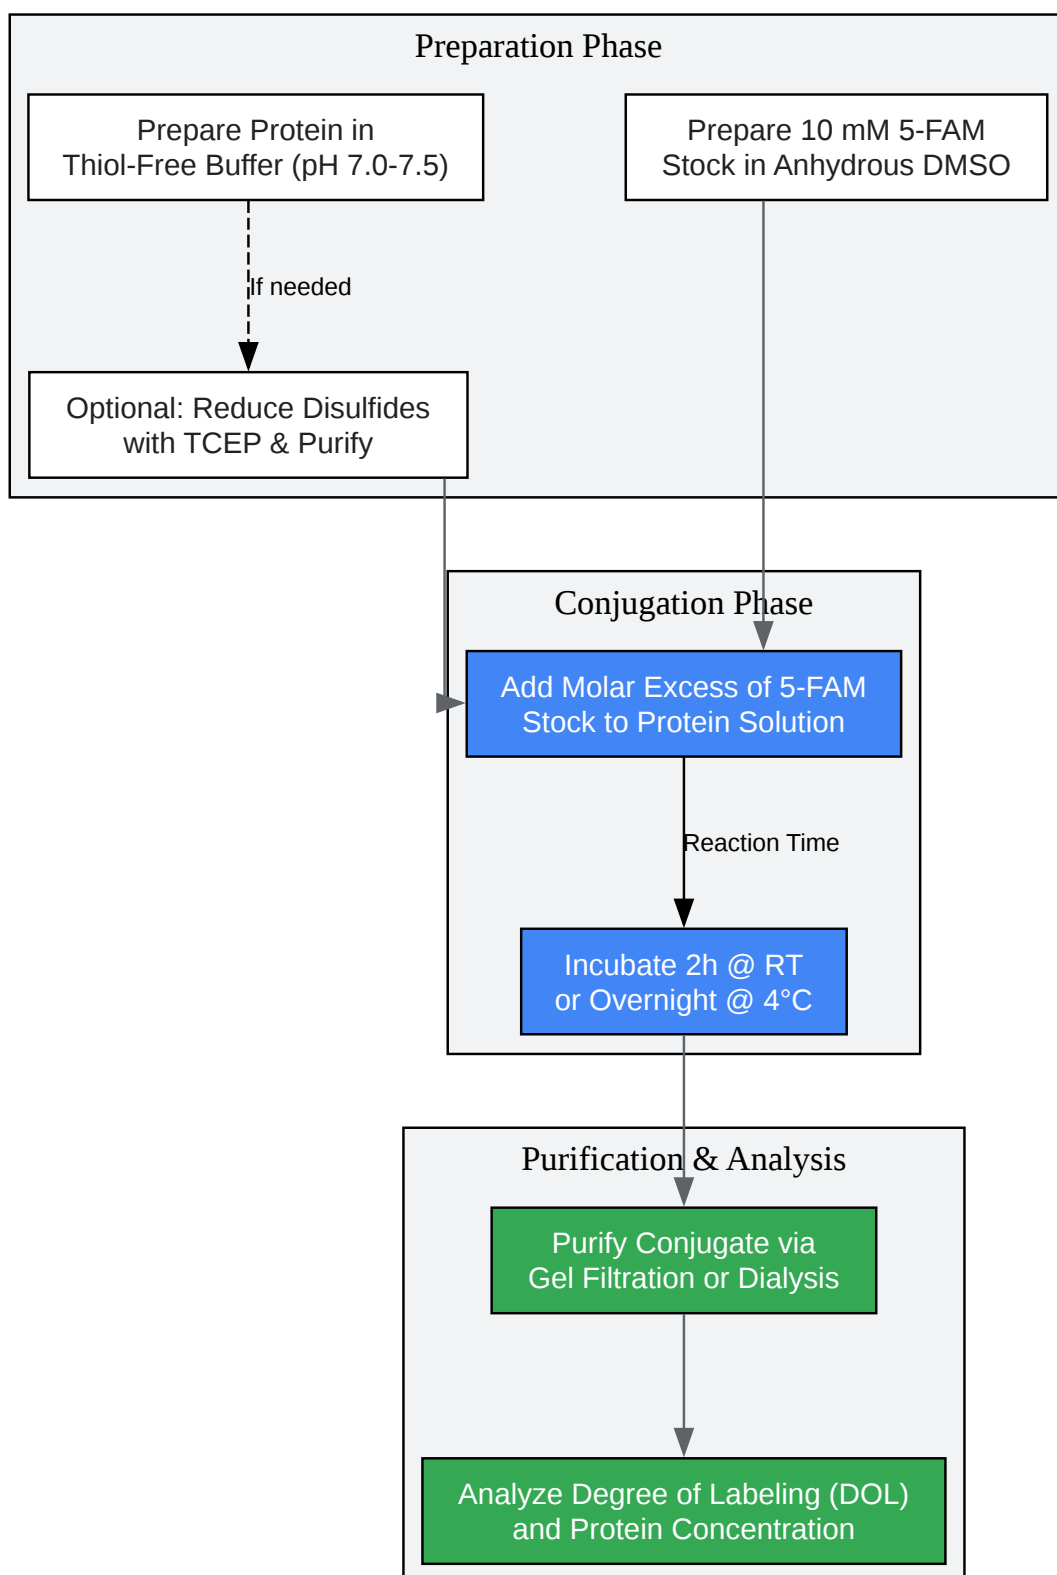 Preparation Phase
Prepare Protein in
Thiol-Free Buffer (pH 7.0-7.5)
Prepare 10 mM 5-FAM
Stock in Anhydrous DMSO
If needed
Optional: Reduce Disulfides
with TCEP & Purify
Conjugation Phase
Add Molar Excess of 5-FAM
Stock to Protein Solution
Reaction Time
Incubate 2h @ RT
or Overnight @ 4°C
Purification & Analysis
Purify Conjugate via
Gel Filtration or Dialysis
Analyze Degree of Labeling (DOL)
and Protein Concentration